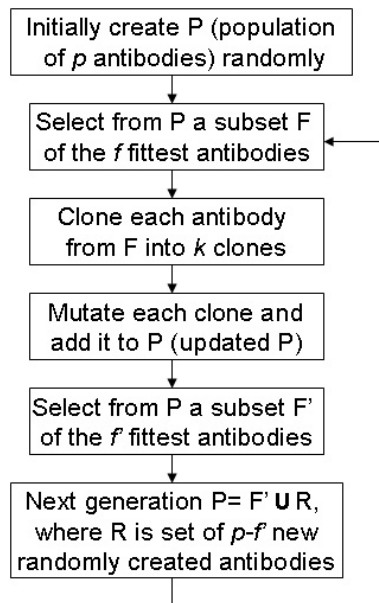 Initially create P (population
of p antibodies) randomly
Select from P a subset F
of the f fittest antibodies
Clone each antibody
from F into k clones
Mutate each clone and
add it to P (updated P)
Select from P a subset F’
of the f’ fittest antibodies
Next generation P= F’ U R,
where R is set of p-f’ new
randomly created antibodies